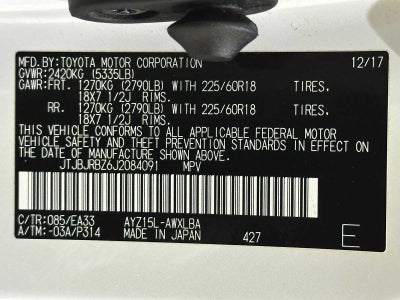 MFD.BY:TOYOTA MOTOR CORPORATION 12/17
GVWR:2420KG (5335LB)
GAWR:FRT. 1270KG (2790LB) WITH 225/60R18 TIRES.
18X7 1/2J RIMS.
RR. 1270KG (2790LB) WITH 225/60R18 TIRES.
18X7 1/2J RIMS.
THIS VEHICLE CONFORMS TO ALL APPLICABLE FEDERAL MOTOR
VEHICLE SAFETY AND THEFT PREVENTION STANDARDS IN EFFECT
ON THE DATE OF MANUFACTURE SHOWN ABOVE.
JTJBJRBZ6J2084091 MPV
C/TR:085/EA33 AYZ15L-AWXLBA
A/TM:-03A/P314 MADE IN JAPAN 427 E